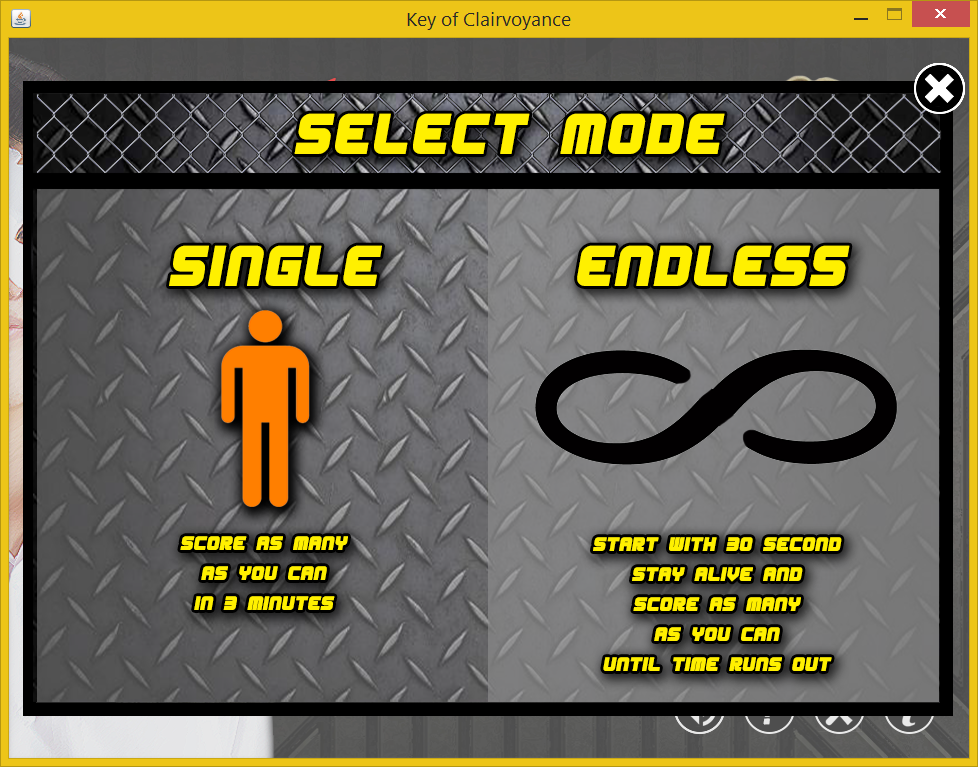 Key of Clairvoyance
SELECT MODE
SINGLE
SCORE AS MANY
AS YOU CAN
IN 3 MINUTES
ENDLESS
START WITH 30 SECOND
STAY ALIVE AND
SCORE AS MANY
AS YOU CAN
UNTIL TIME RUNS OUT